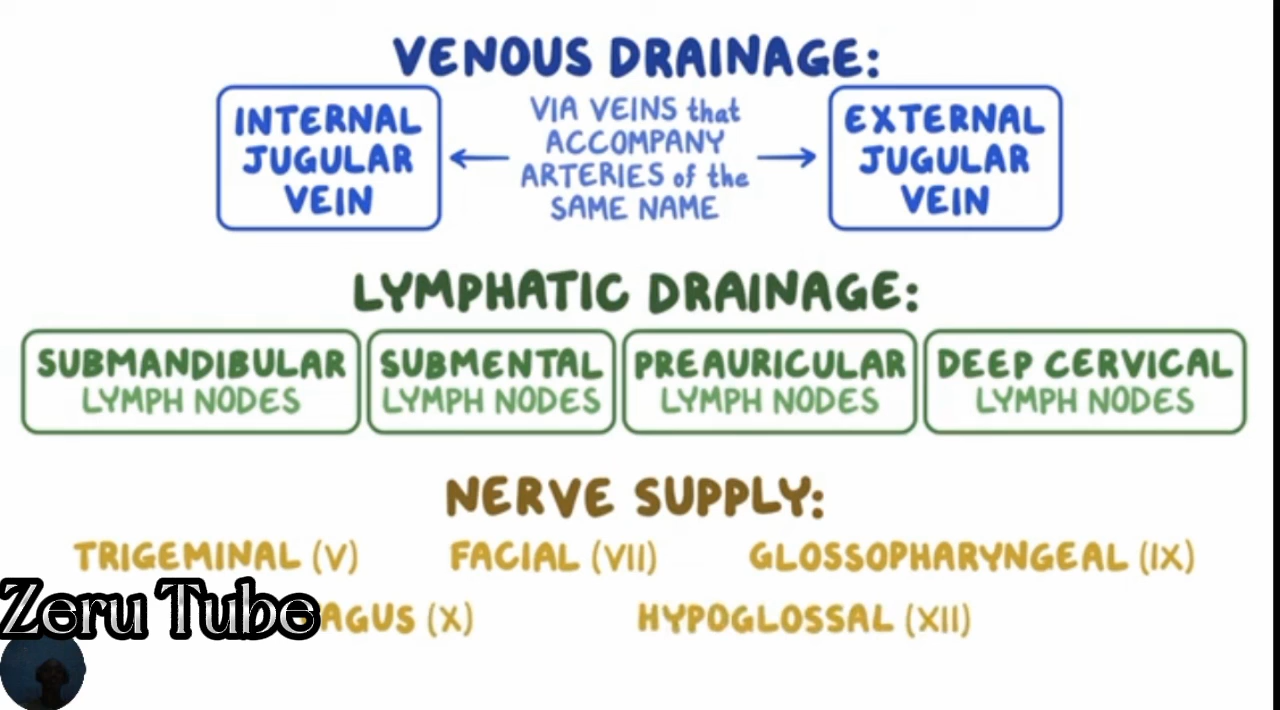 VENOUS DRAINAGE:
INTERNAL
JUGULAR
VEIN
VIA VEINS that
ACCOMPANY
ARTERIES of the
SAME NAME
EXTERNAL
JUGULAR
VEIN
LYMPHATIC DRAINAGE:
SUBMANDIBULAR
LYMPH NODES
SUBMENTAL
LYMPH NODES
PREAURICULAR
LYMPH NODES
DEEP CERVICAL
LYMPH NODES
NERVE SUPPLY:
TRIGEMINAL (V)
FACIAL (VII)
GLOSSOPHARYNGEAL (IX)
Zeru Tube
AGUS (X)
HYPOGLOSSAL (XII)